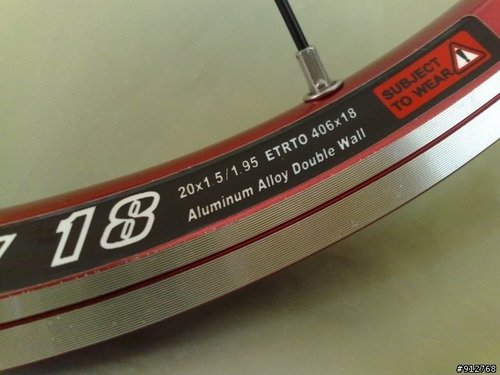 18
20x1.5/1.95 ETRTO 406x18
Aluminum Alloy Double Wall
SUBJECT
TO WEAR
#912768